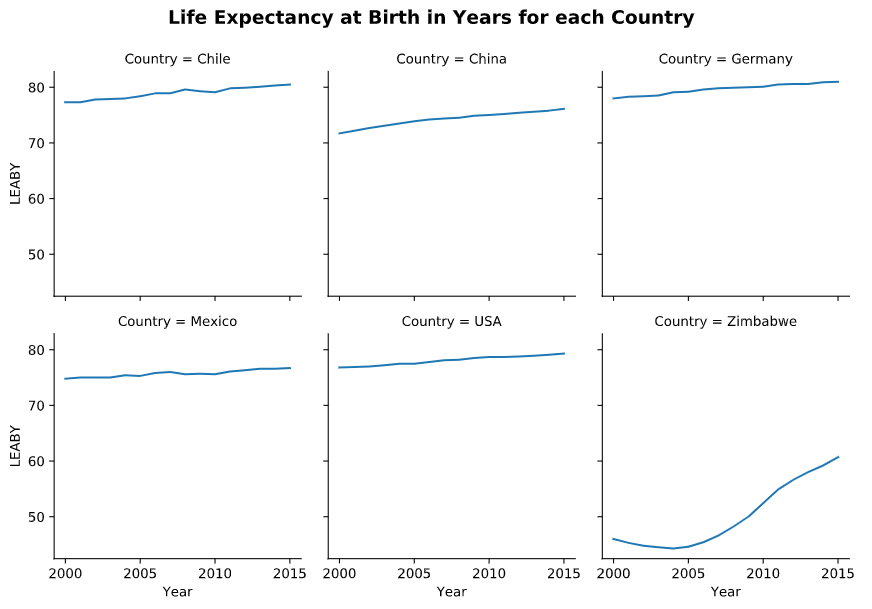 Life Expectancy at Birth in Years for each Country
Country = Chile
Country = China
Country = Germany
80
70
60
50
LEABY
Country = Mexico
Country = USA
Country = Zimbabwe
80
70
60
50
LEABY
2000 2005 2010 2015
2000 2005 2010 2015
2000 2005 2010 2015
Year
Year
Year